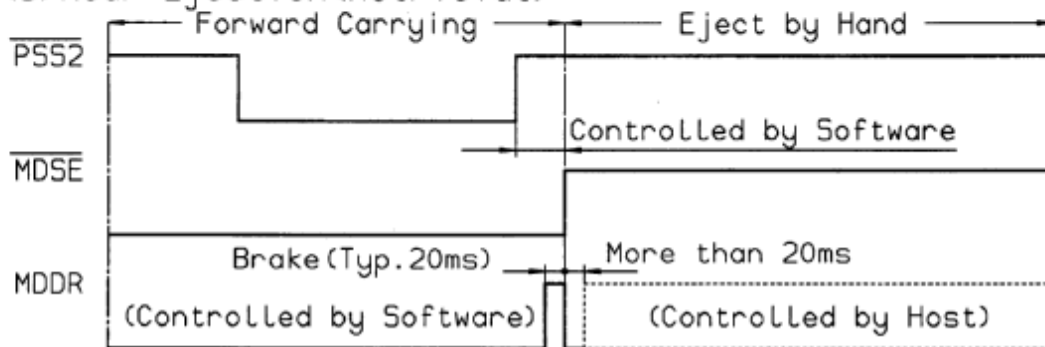 Forward Carrying
Eject by Hand
PSS2
Controlled by Software
MDSE
Brake(Typ.20ms)
More than 20ms
MDDR
(Controlled by Software)
(Controlled by Host)